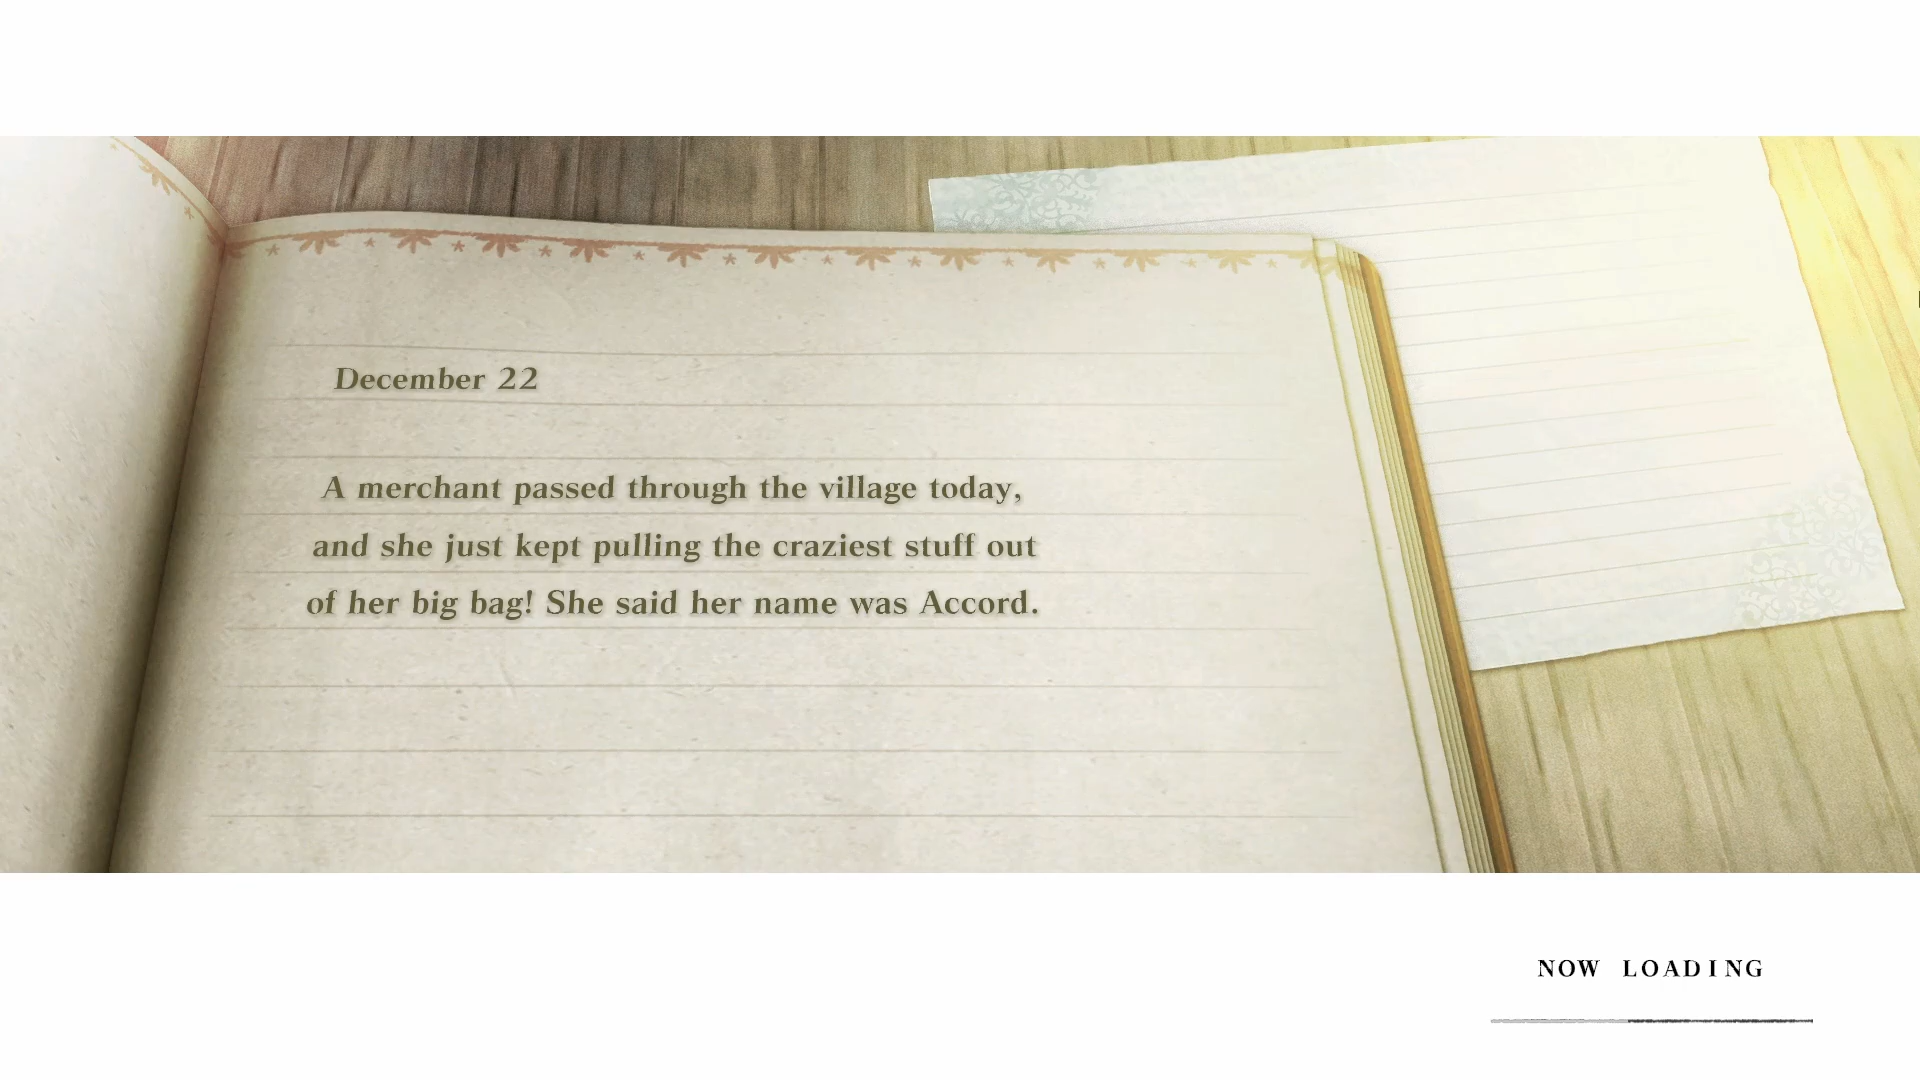 December 22
A merchant passed through the village today,
and she just kept pulling the craziest stuff out
of her big bag! She said her name was Accord.
NOW LOADING